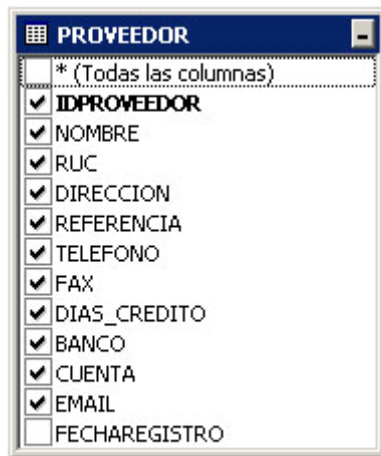 PROVEEDOR
* (Todas las columnas)
IDPROVEEDOR
NOMBRE
RUC
DIRECCION
REFERENCIA
TELEFONO
FAX
DIAS_CREDITO
BANCO
CUENTA
EMAIL
FECHAREGISTRO